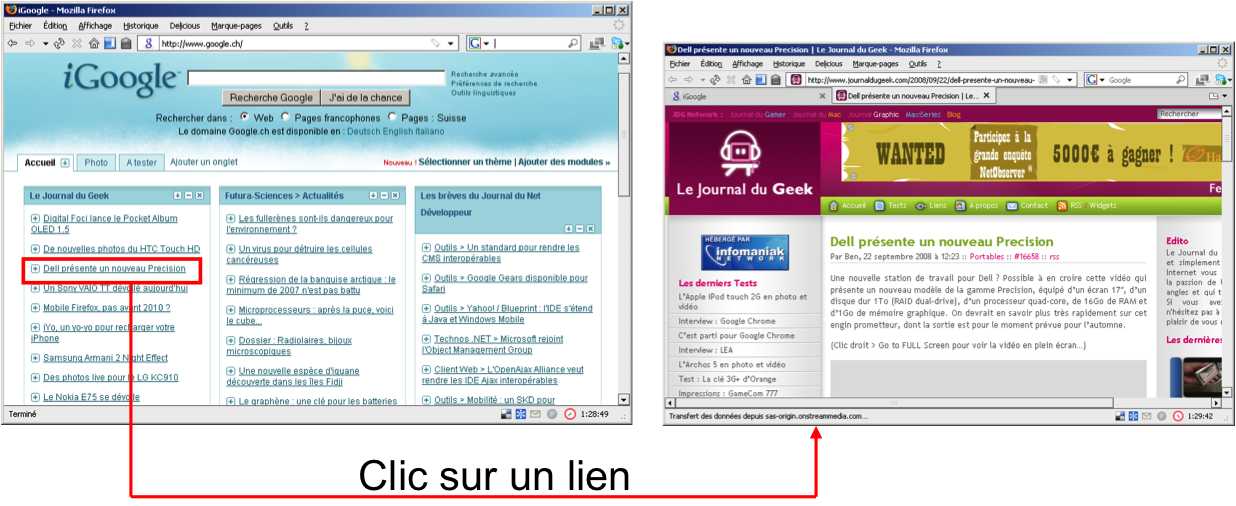 iGoogle - Mozilla Firefox
Fichier Édition Affichage Historique Delicious Marque-pages Outils ?
http://www.google.ch/
iGoogle
Recherche avancée
Préférences de recherche
Outils linguistiques
Recherche Google J'ai de la chance
Rechercher dans : Web Pages francophones Pages : Suisse
Le domaine Google.ch est disponible en : Deutsch English Italiano
Accueil Photo A tester Ajouter un onglet
Nouveau ! Sélectionner un thème | Ajouter des modules »
Le Journal du Geek
Digital Foci lance le Pocket Album
OLED 1.5
De nouvelles photos du HTC Touch HD
Dell présente un nouveau Precision
Un Sony VAIO TT dévoilé aujourd'hui
Mobile Firefox, pas avant 2010 ?
iYo, un yo-yo pour recharger votre
iPhone
Samsung Armani 2 Night Effect
Des photos live pour le LG KC910
Le Nokia E75 se dévoile
Futura-Sciences > Actualités
Les fullerènes sont-ils dangereux pour
l'environnement ?
Un virus pour détruire les cellules
cancéreuses
Régression de la banquise arctique : le
minimum de 2007 n'est pas battu
Microprocesseurs : après la puce, voici
le cube...
Dossier : Radiolaires, bijoux
microscopiques
Une nouvelle espèce d'iguane
découverte dans les îles Fidji
Le graphène : une clé pour les batteries
Les brèves du Journal du Net
Développeur
Outils > Un standard pour rendre les
CMS interopérables
Outils > Google Gears disponible pour
Safari
Outils > Yahoo! / Blueprint : l'IDE s'étend
à Java et Windows Mobile
Technos .NET > Microsoft rejoint
l'Object Management Group
Client Web > L'OpenAjax Alliance veut
rendre les IDE Ajax interopérables
Outils > Mobilité : un SKD pour
Terminé
1:28:49
Dell présente un nouveau Precision | Le Journal du Geek - Mozilla Firefox
Fichier Édition Affichage Historique Delicious Marque-pages Outils ?
http://www.journaldugeek.com/2008/09/22/dell-presente-un-nouveau-
Google
iGoogle
Dell présente un nouveau Precision | Le...
JDG Network : Journal du Gamer Journal du Mac Journal Graphic MaxiSeries Blog
Rechercher
Le Journal du Geek
WANTED
Participez à la
grande enquête
NetObserver ®
5000€ à gagner !
Accueil Tests Liens A propos Contact RSS / Widgets
HÉBERGÉ PAR
infomaniak
NETWORK
Les derniers Tests
L'Apple iPod touch 2G en photo et
vidéo
Interview : Google Chrome
C'est parti pour Google Chrome
Interview : LEA
L'Archos 5 en photo et vidéo
Test : La clé 3G+ d'Orange
Impressions : GameCom 777
Dell présente un nouveau Precision
Par Ben, 22 septembre 2008 à 12:23 :: Portables :: #16658 :: rss
Une nouvelle station de travail pour Dell ? Possible à en croire cette vidéo qui
présente un nouveau modèle de la gamme Precision, équipé d'un écran 17", d'un
disque dur 1To (RAID dual-drive), d'un processeur quad-core, de 16Go de RAM et
d'1Go de mémoire graphique. On devrait en savoir plus très rapidement sur cet
engin prometteur, dont la sortie est pour le moment prévue pour l'automne.
(Clic droit > Go to FULL Screen pour voir la vidéo en plein écran...)
Edito
Le Journal du
et simplement
Internet vous
la passion de
angles et qui t
Si vous ave
n'hésitez pas à
plaisir de vous
Les dernières
Transfert des données depuis sas-origin.onstreammedia.com...
1:29:42
Clic sur un lien